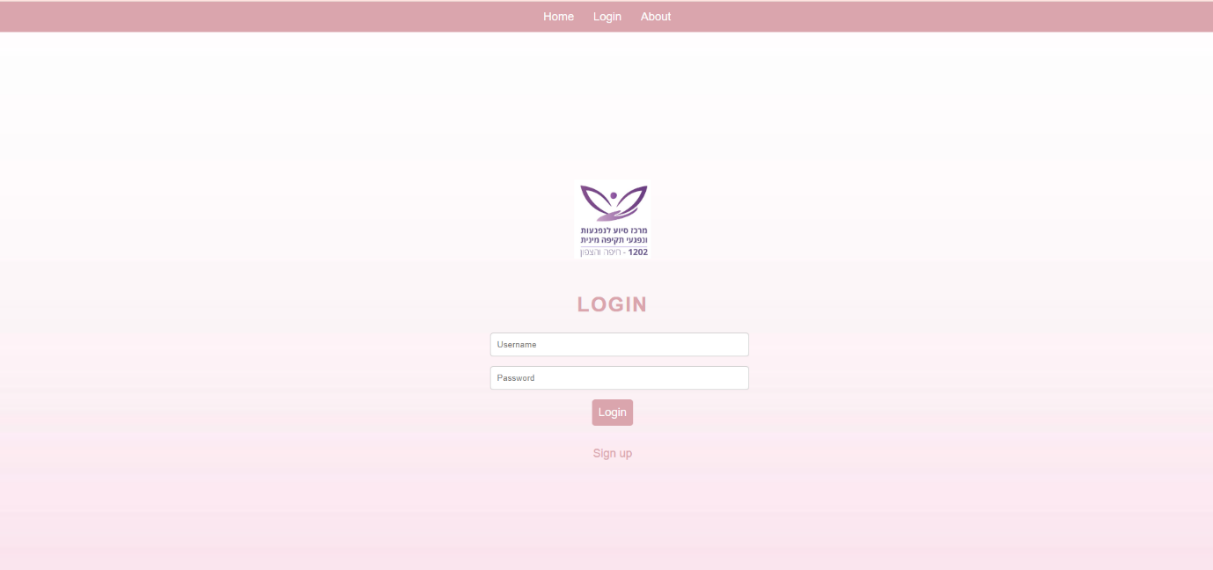 Home Login About
מרכז סיוע לנפגעות
ונפגעי תקיפה מינית
1202 - חיפה והצפון
LOGIN
Username
Password
Login
Sign up